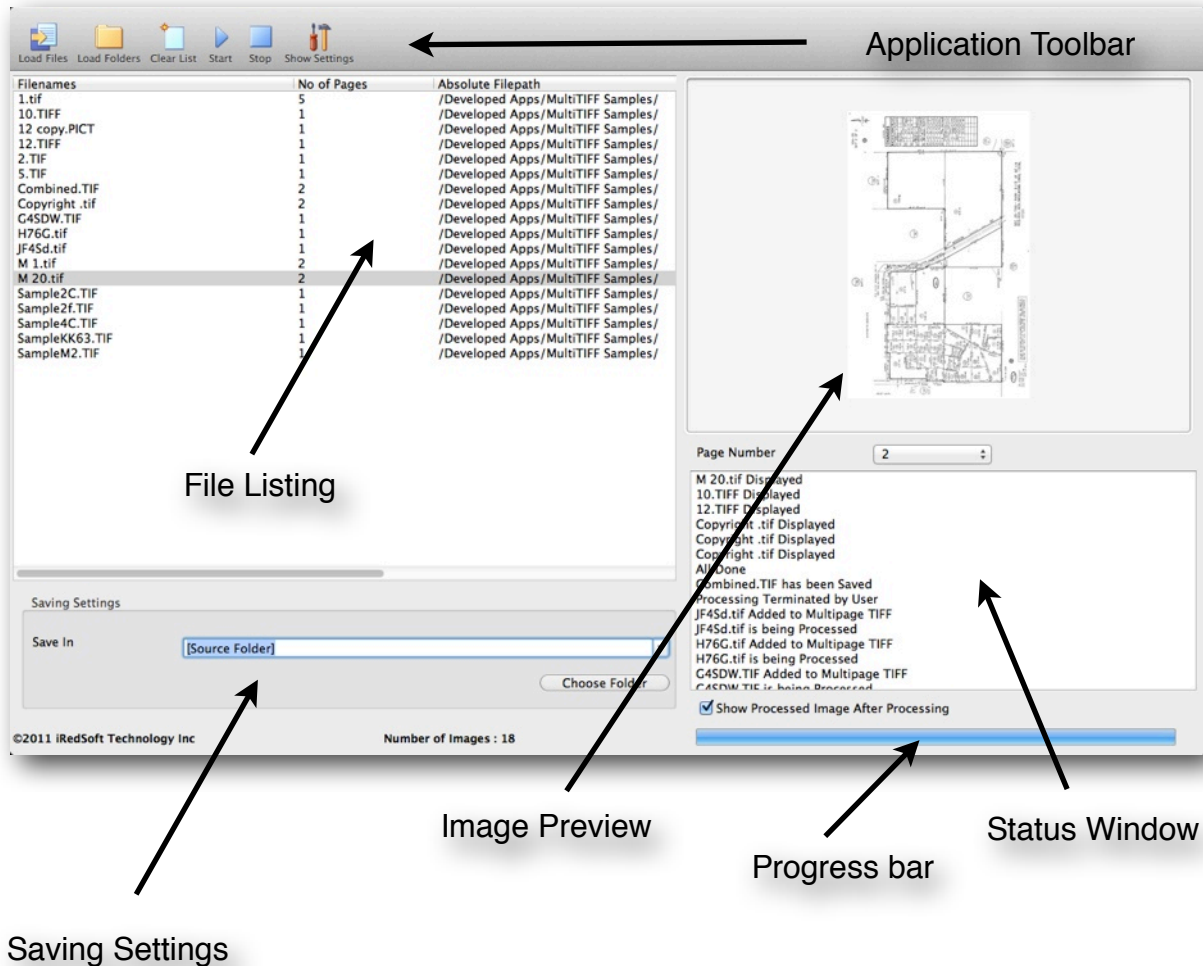 Application Toolbar
Load Files Load Folders Clear List Start Stop Show Settings
Filenames No of Pages Absolute Filepath
1.tif 5 /Developed Apps/MultiTIFF Samples/
10.TIFF 1 /Developed Apps/MultiTIFF Samples/
12 copy.PICT 1 /Developed Apps/MultiTIFF Samples/
12.TIFF 1 /Developed Apps/MultiTIFF Samples/
2.TIF 1 /Developed Apps/MultiTIFF Samples/
5.TIF 1 /Developed Apps/MultiTIFF Samples/
Combined.TIF 2 /Developed Apps/MultiTIFF Samples/
Copyright .tif 2 /Developed Apps/MultiTIFF Samples/
G4SDW.TIF 1 /Developed Apps/MultiTIFF Samples/
H76G.tif 1 /Developed Apps/MultiTIFF Samples/
JF4Sd.tif 1 /Developed Apps/MultiTIFF Samples/
M 1.tif 2 /Developed Apps/MultiTIFF Samples/
M 20.tif 2 /Developed Apps/MultiTIFF Samples/
Sample2C.TIF 1 /Developed Apps/MultiTIFF Samples/
Sample2f.TIF 1 /Developed Apps/MultiTIFF Samples/
Sample4C.TIF 1 /Developed Apps/MultiTIFF Samples/
SampleKK63.TIF 1 /Developed Apps/MultiTIFF Samples/
SampleM2.TIF 1 /Developed Apps/MultiTIFF Samples/
File Listing
Page Number 2
M 20.tif Displayed
10.TIFF Displayed
12.TIFF Displayed
Copyright .tif Displayed
Copyright .tif Displayed
Copyright .tif Displayed
All Done
Combined.TIF has been Saved
Processing Terminated by User
JF4Sd.tif Added to Multipage TIFF
JF4Sd.tif is being Processed
H76G.tif Added to Multipage TIFF
H76G.tif is being Processed
G4SDW.TIF Added to Multipage TIFF
G4SDW.TIF is being Processed
Show Processed Image After Processing
Saving Settings
Save In [Source Folder]
Choose Folder
©2011 iRedSoft Technology Inc Number of Images : 18
Image Preview
Status Window
Progress bar
Saving Settings